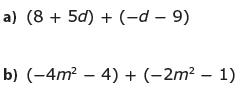 a) (8 + 5d) + (−d − 9)
b) (−4m² − 4) + (−2m² − 1)